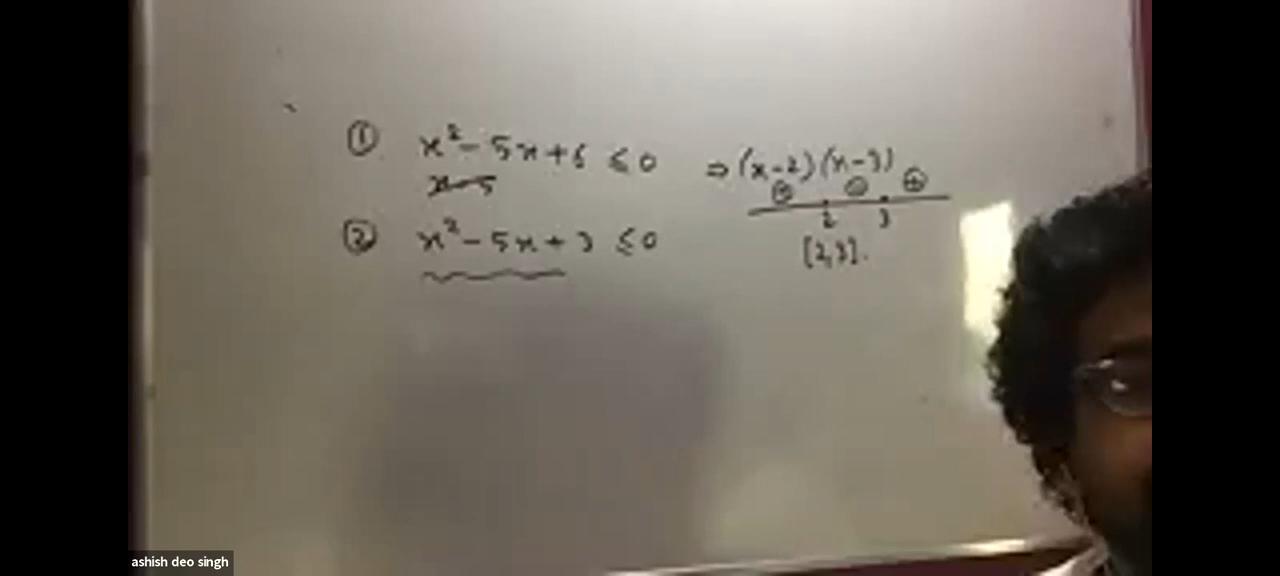 ① x² - 5x + 6 ≤ 0 ⇒ (x-2)(x-3)
x-5
⊕ ⊖ ⊕
2 3
② x² - 5x + 3 ≤ 0
[2,3].
ashish deo singh